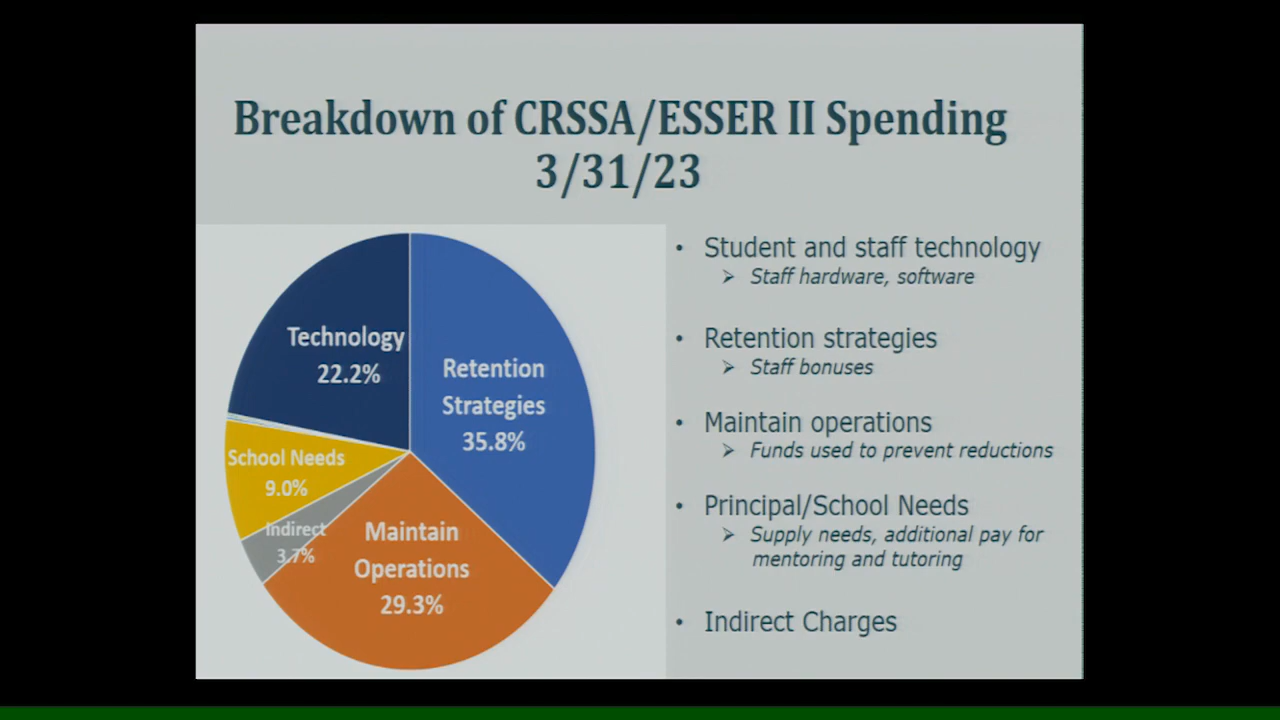 Breakdown of CRSSA/ESSER II Spending
3/31/23
Technology
22.2%
Retention
Strategies
35.8%
School Needs
9.0%
Indirect
3.7%
Maintain
Operations
29.3%
• Student and staff technology
➢ Staff hardware, software
• Retention strategies
➢ Staff bonuses
• Maintain operations
➢ Funds used to prevent reductions
• Principal/School Needs
➢ Supply needs, additional pay for
mentoring and tutoring
• Indirect Charges